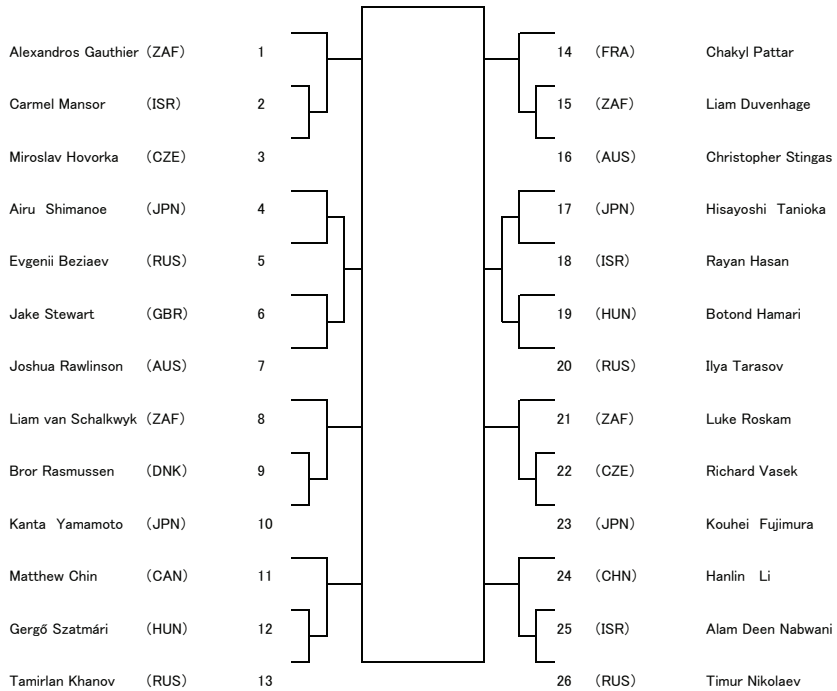 Alexandros Gauthier (ZAF) 1 14 (FRA) Chakyl Pattar
Carmel Mansor (ISR) 2 15 (ZAF) Liam Duvenhage
Miroslav Hovorka (CZE) 3 16 (AUS) Christopher Stingas
Airu Shimanoe (JPN) 4 17 (JPN) Hisayoshi Tanioka
Evgenii Beziaev (RUS) 5 18 (ISR) Rayan Hasan
Jake Stewart (GBR) 6 19 (HUN) Botond Hamari
Joshua Rawlinson (AUS) 7 20 (RUS) Ilya Tarasov
Liam van Schalkwyk (ZAF) 8 21 (ZAF) Luke Roskam
Bror Rasmussen (DNK) 9 22 (CZE) Richard Vasek
Kanta Yamamoto (JPN) 10 23 (JPN) Kouhei Fujimura
Matthew Chin (CAN) 11 24 (CHN) Hanlin Li
Gergő Szatmári (HUN) 12 25 (ISR) Alam Deen Nabwani
Tamirlan Khanov (RUS) 13 26 (RUS) Timur Nikolaev